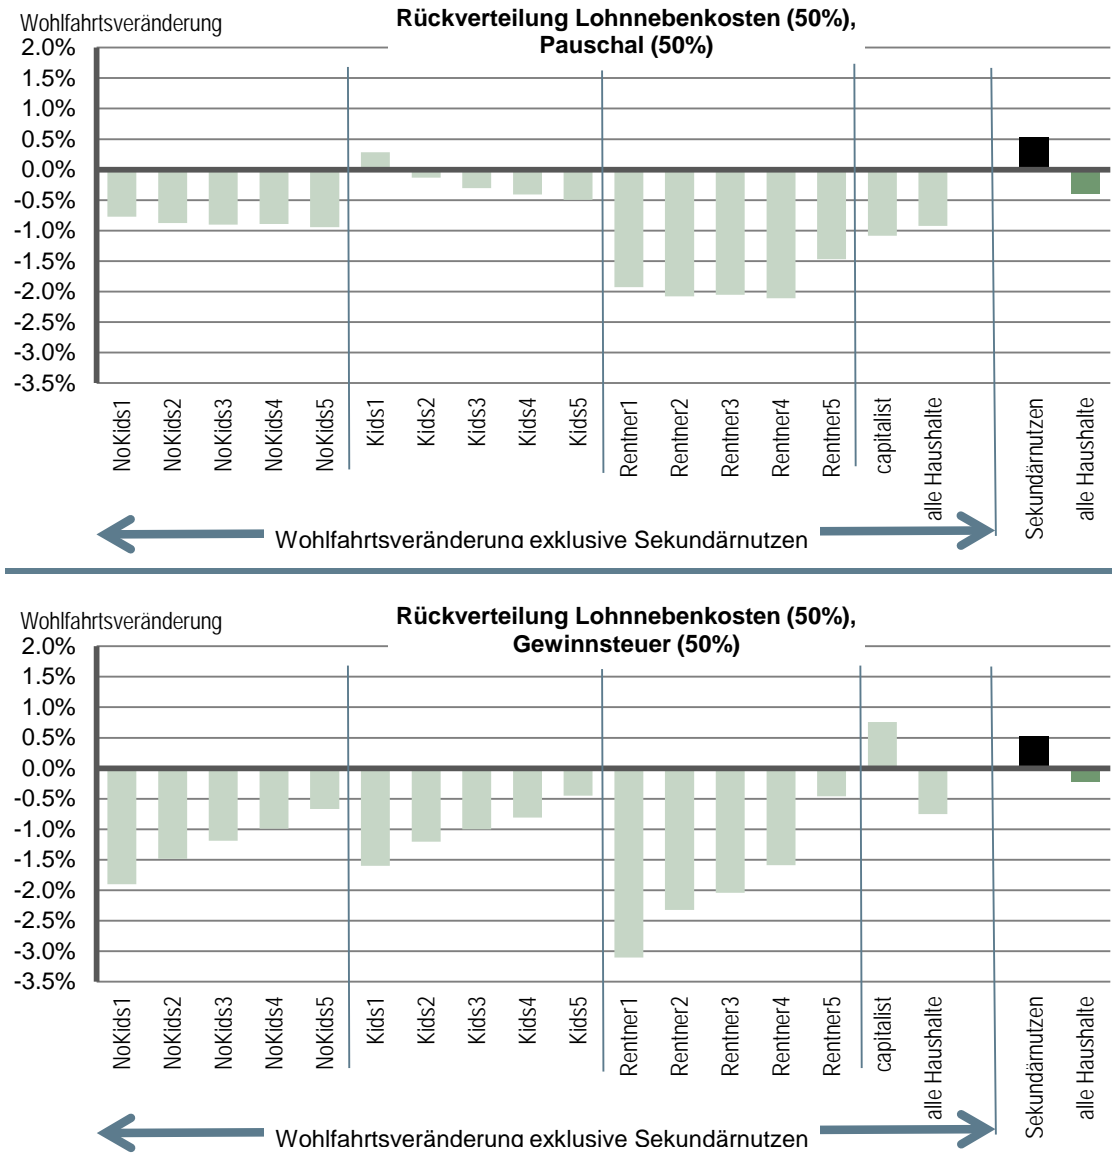 Wohlfahrtsveränderung
Rückverteilung Lohnnebenkosten (50%),
Pauschal (50%)
2.0%
1.5%
1.0%
0.5%
0.0%
-0.5%
-1.0%
-1.5%
-2.0%
-2.5%
-3.0%
-3.5%
NoKids1
NoKids2
NoKids3
NoKids4
NoKids5
Kids1
Kids2
Kids3
Kids4
Kids5
Rentner1
Rentner2
Rentner3
Rentner4
Rentner5
capitalist
alle Haushalte
Sekundärnutzen
alle Haushalte
Wohlfahrtsveränderung exklusive Sekundärnutzen
Wohlfahrtsveränderung
Rückverteilung Lohnnebenkosten (50%),
Gewinnsteuer (50%)
2.0%
1.5%
1.0%
0.5%
0.0%
-0.5%
-1.0%
-1.5%
-2.0%
-2.5%
-3.0%
-3.5%
NoKids1
NoKids2
NoKids3
NoKids4
NoKids5
Kids1
Kids2
Kids3
Kids4
Kids5
Rentner1
Rentner2
Rentner3
Rentner4
Rentner5
capitalist
alle Haushalte
Sekundärnutzen
alle Haushalte
Wohlfahrtsveränderung exklusive Sekundärnutzen